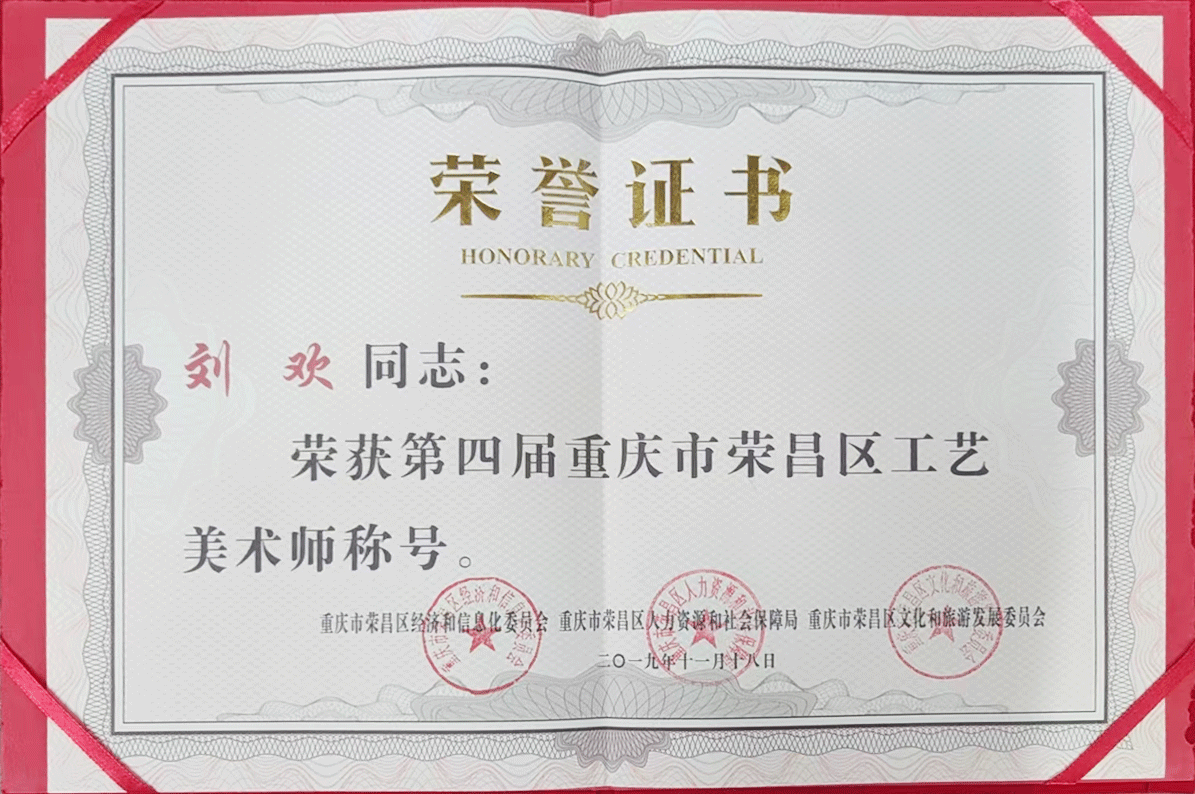 荣誉证书
HONORARY CREDENTIAL
刘 欢 同志：
荣获第四届重庆市荣昌区工艺
美术师称号。
重庆市荣昌区经济和信息化委员会 重庆市荣昌区人力资源和社会保障局 重庆市荣昌区文化和旅游发展委员会
二〇一九年十一月十八日